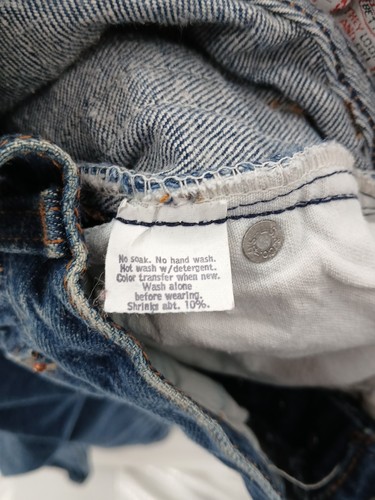 No soak. No hand wash.
Hot wash w/detergent.
Color transfer when new.
Wash alone
before wearing.
Shrinks abt. 10%.